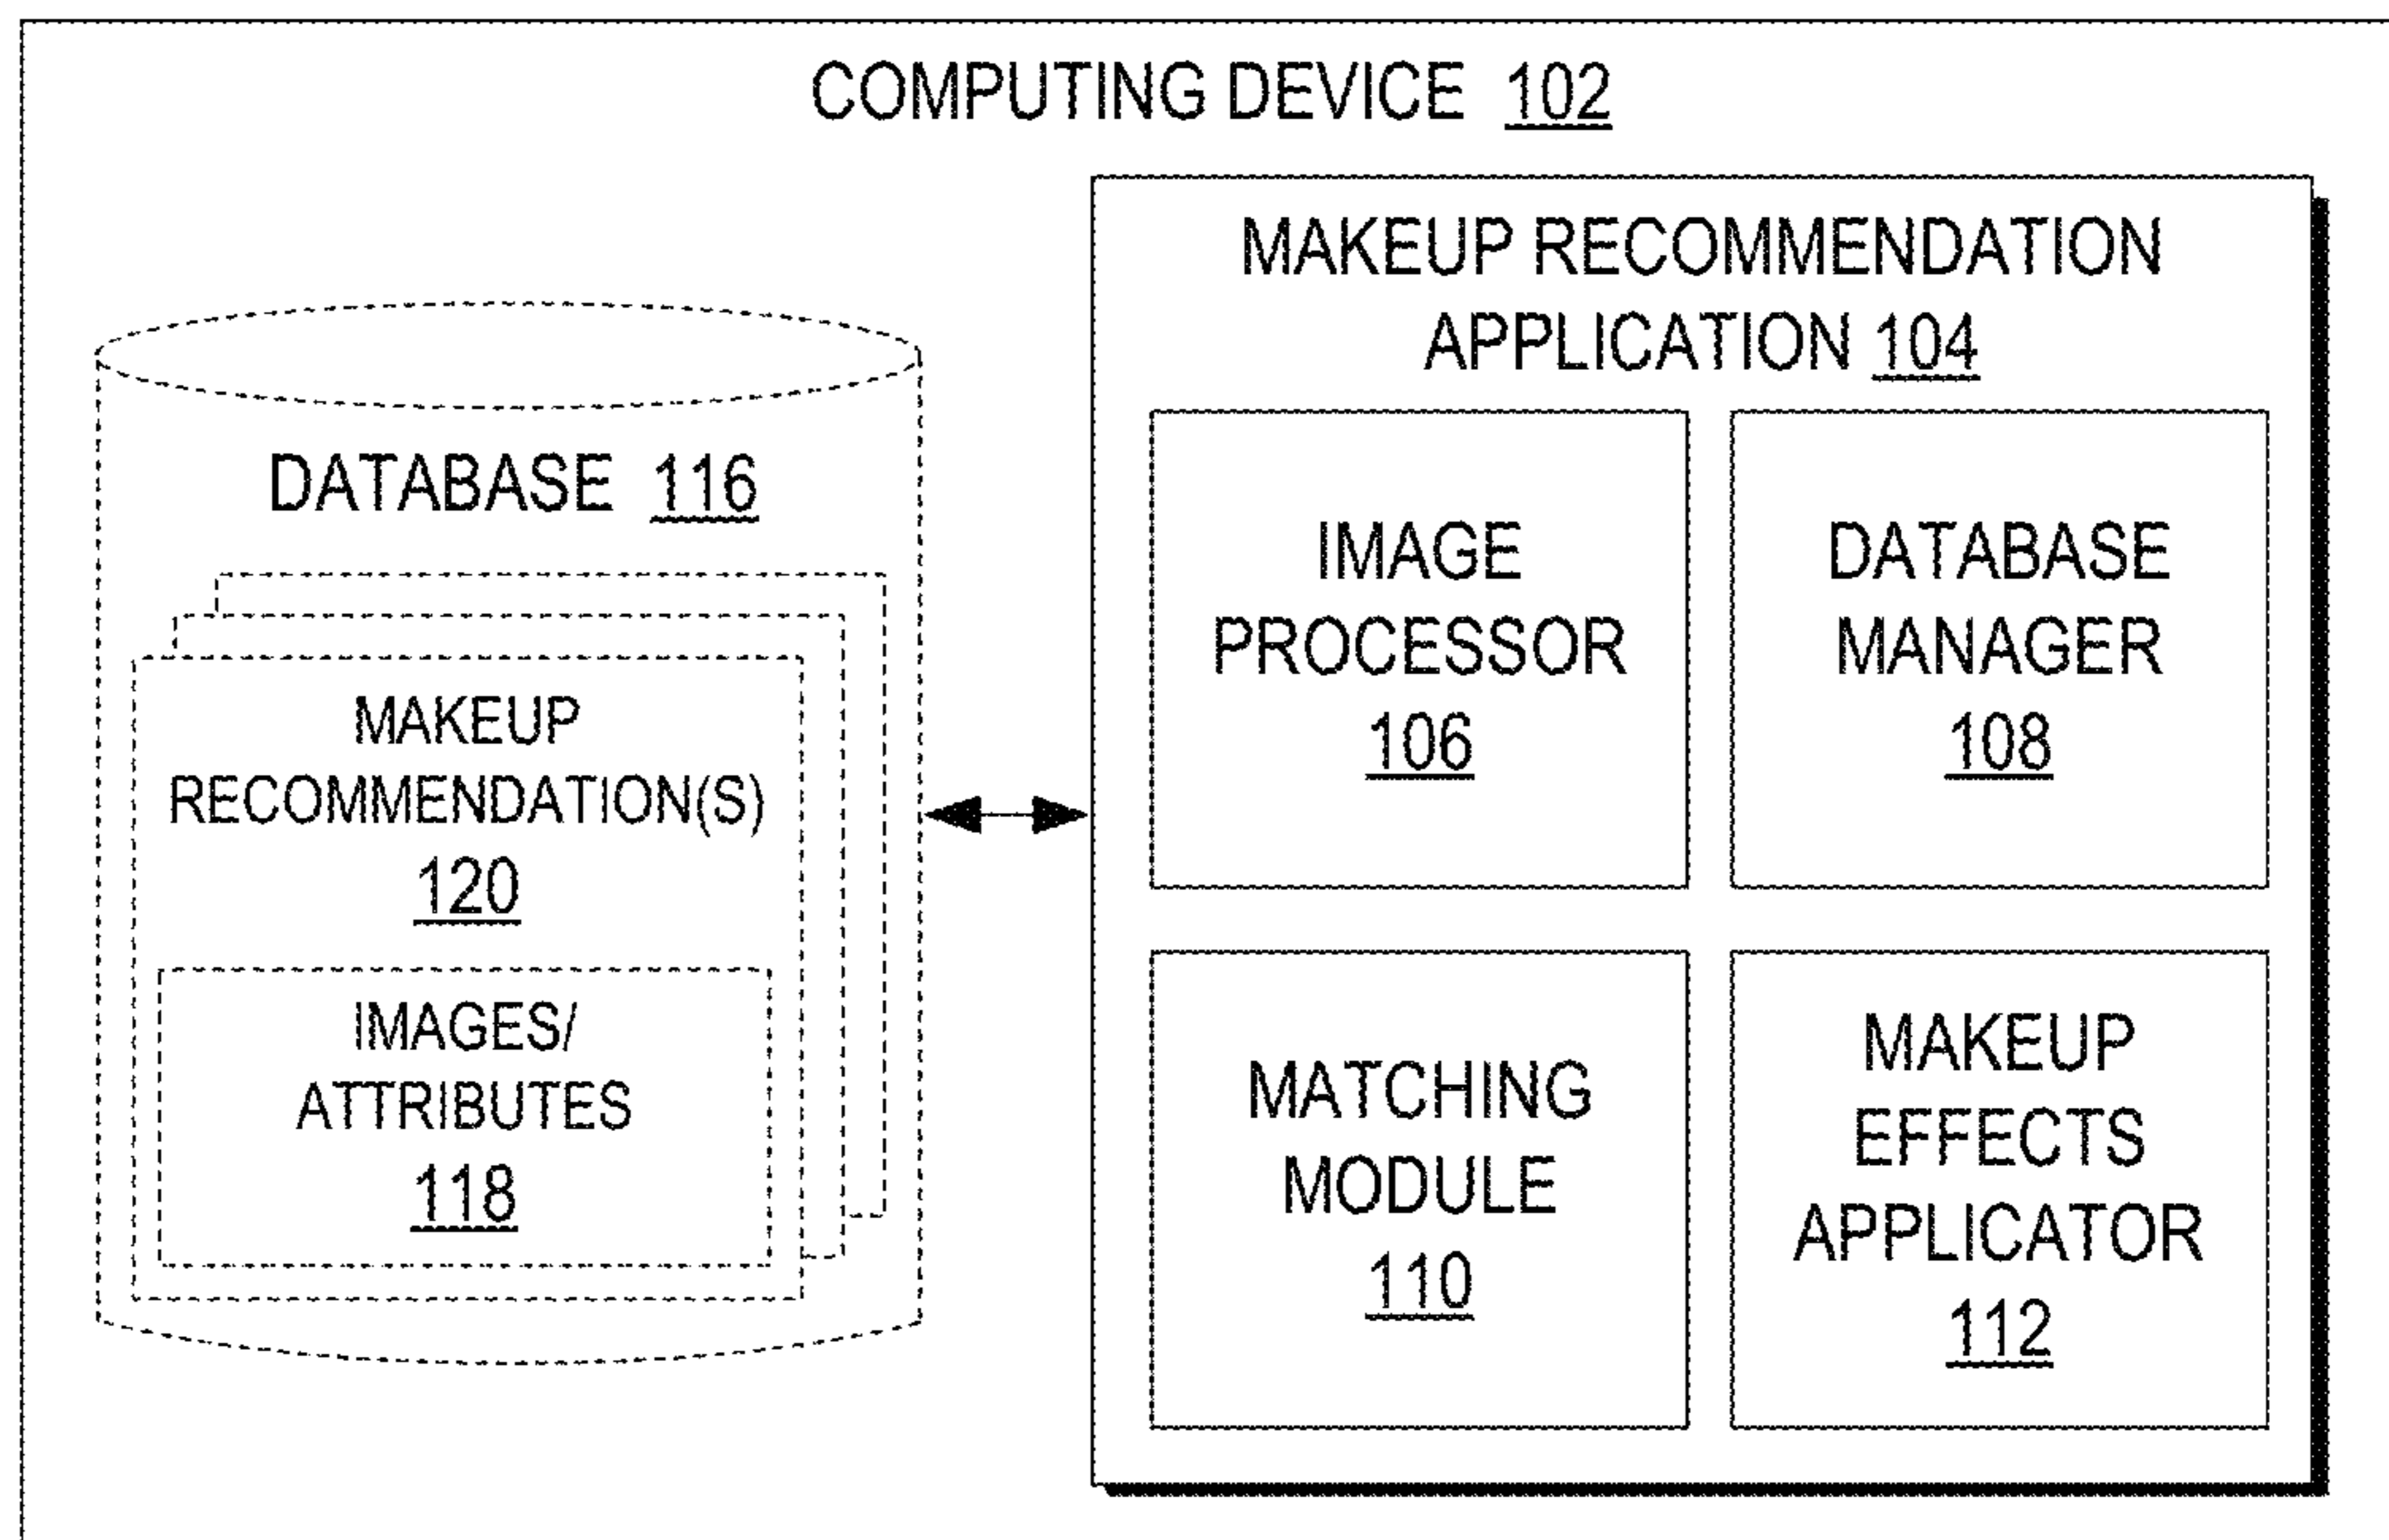 COMPUTING DEVICE 102
DATABASE 116
MAKEUP
RECOMMENDATION(S)
120
IMAGES/
ATTRIBUTES
118
MAKEUP RECOMMENDATION
APPLICATION 104
IMAGE
PROCESSOR
106
DATABASE
MANAGER
108
MATCHING
MODULE
110
MAKEUP
EFFECTS
APPLICATOR
112